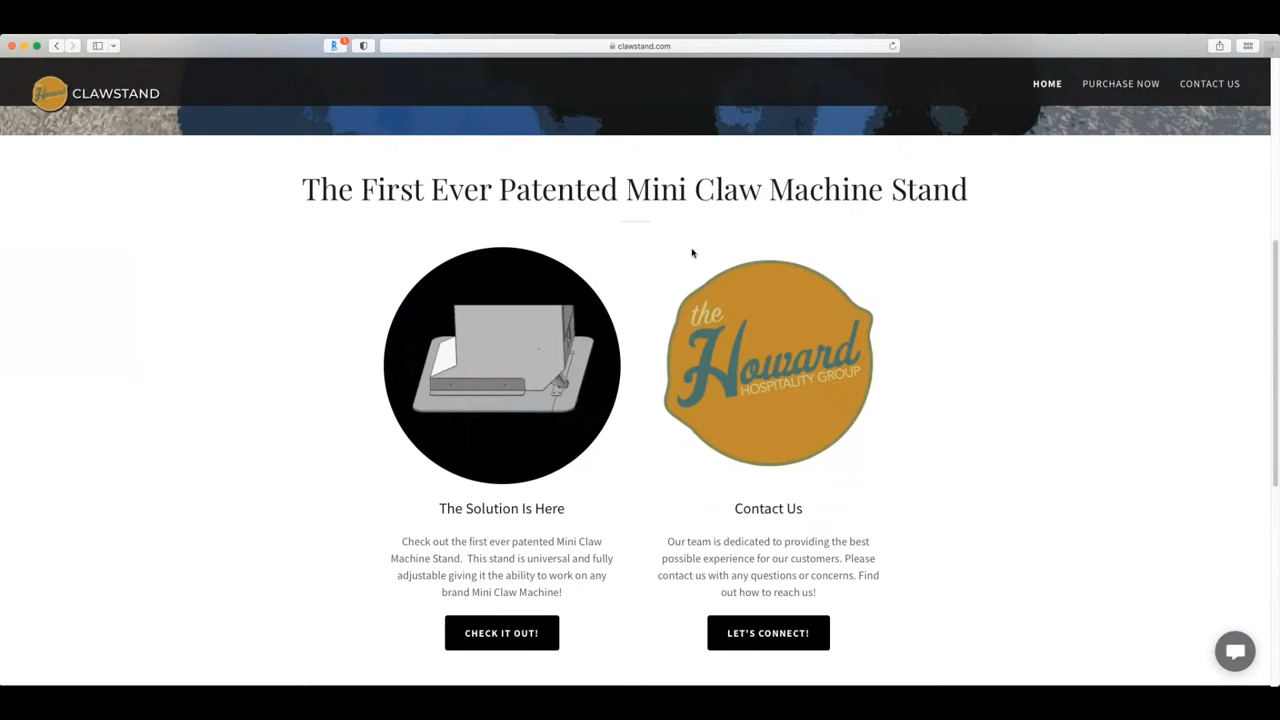 clawstand.com
the Howard
CLAWSTAND
HOME
PURCHASE NOW
CONTACT US
The First Ever Patented Mini Claw Machine Stand
the
Howard
HOSPITALITY GROUP
The Solution Is Here
Check out the first ever patented Mini Claw
Machine Stand. This stand is universal and fully
adjustable giving it the ability to work on any
brand Mini Claw Machine!
CHECK IT OUT!
Contact Us
Our team is dedicated to providing the best
possible experience for our customers. Please
contact us with any questions or concerns. Find
out how to reach us!
LET'S CONNECT!